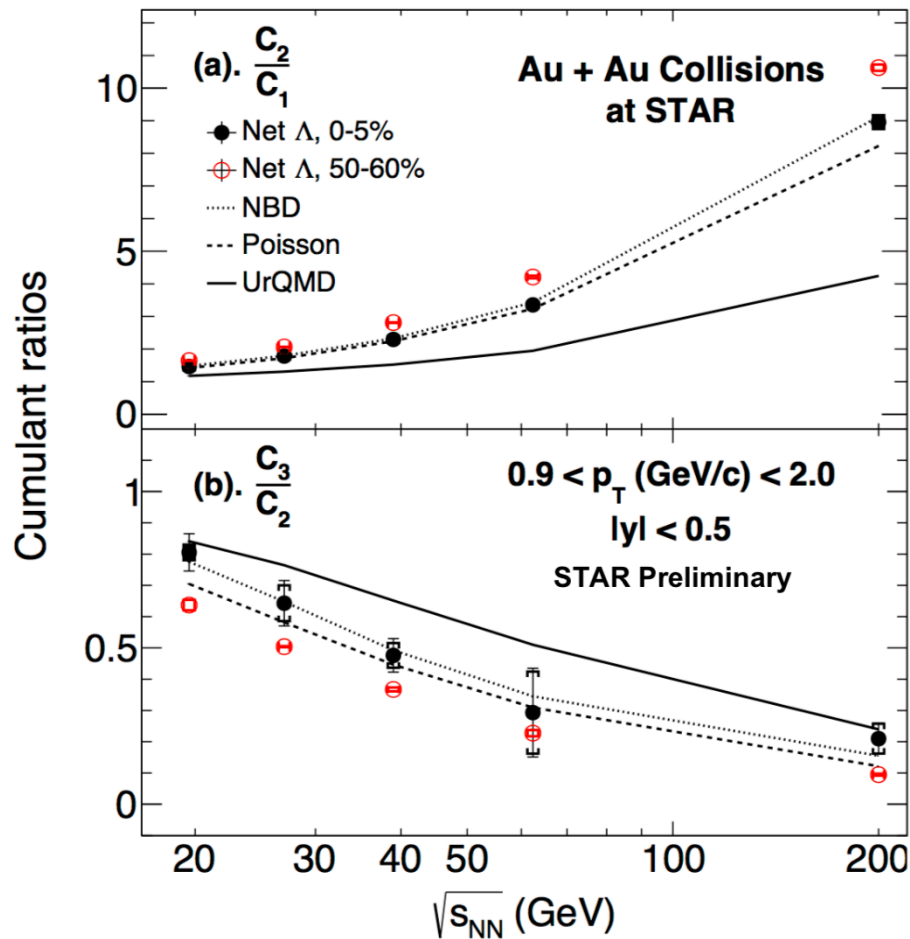 (a). C2/C1
Au + Au Collisions
at STAR
Net Λ, 0-5%
Net Λ, 50-60%
NBD
Poisson
UrQMD
10
5
0
Cumulant ratios
(b). C3/C2
0.9 < pT (GeV/c) < 2.0
|y| < 0.5
STAR Preliminary
1
0.5
0
20 30 40 50 100 200
√sNN (GeV)